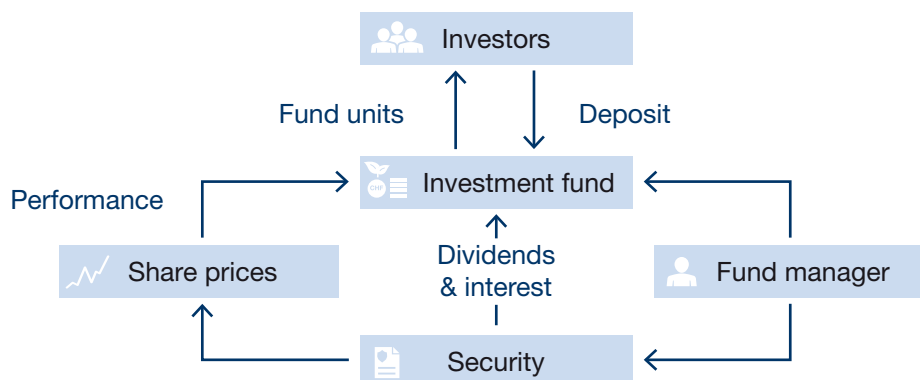 Investors
Fund units
Deposit
CHF
Investment fund
Performance
Dividends
& interest
Share prices
Fund manager
Security